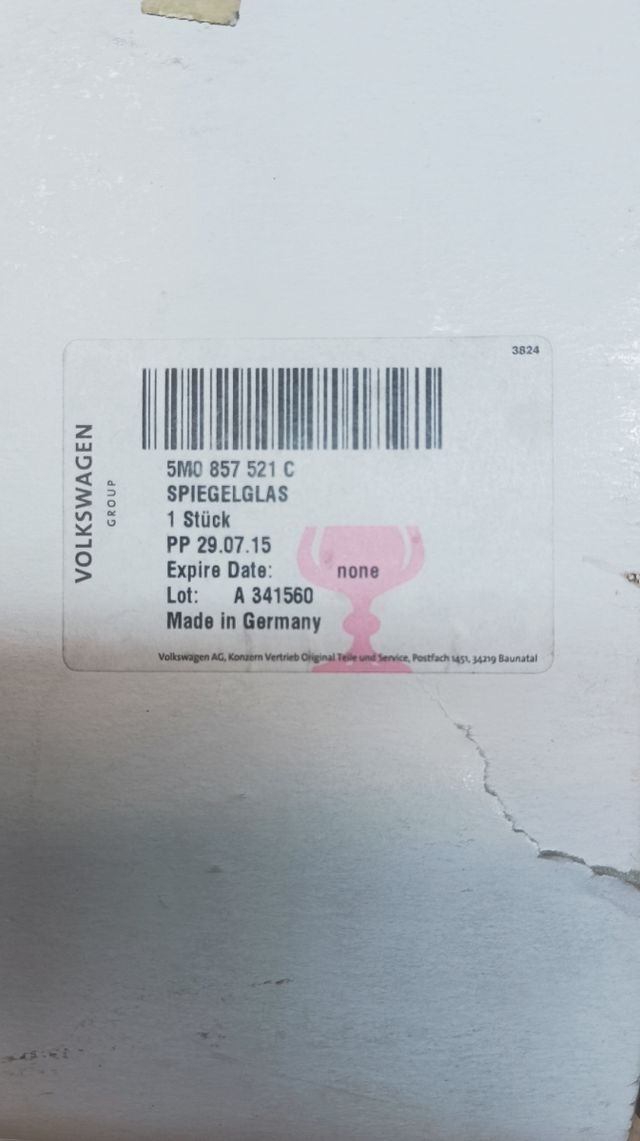 3824
VOLKSWAGEN
GROUP
5M0 857 521 C
SPIEGELGLAS
1 Stück
PP 29.07.15
Expire Date: none
Lot: A 341560
Made in Germany
Volkswagen AG, Konzern Vertrieb Original Teile und Service, Postfach 1451, 34219 Baunatal